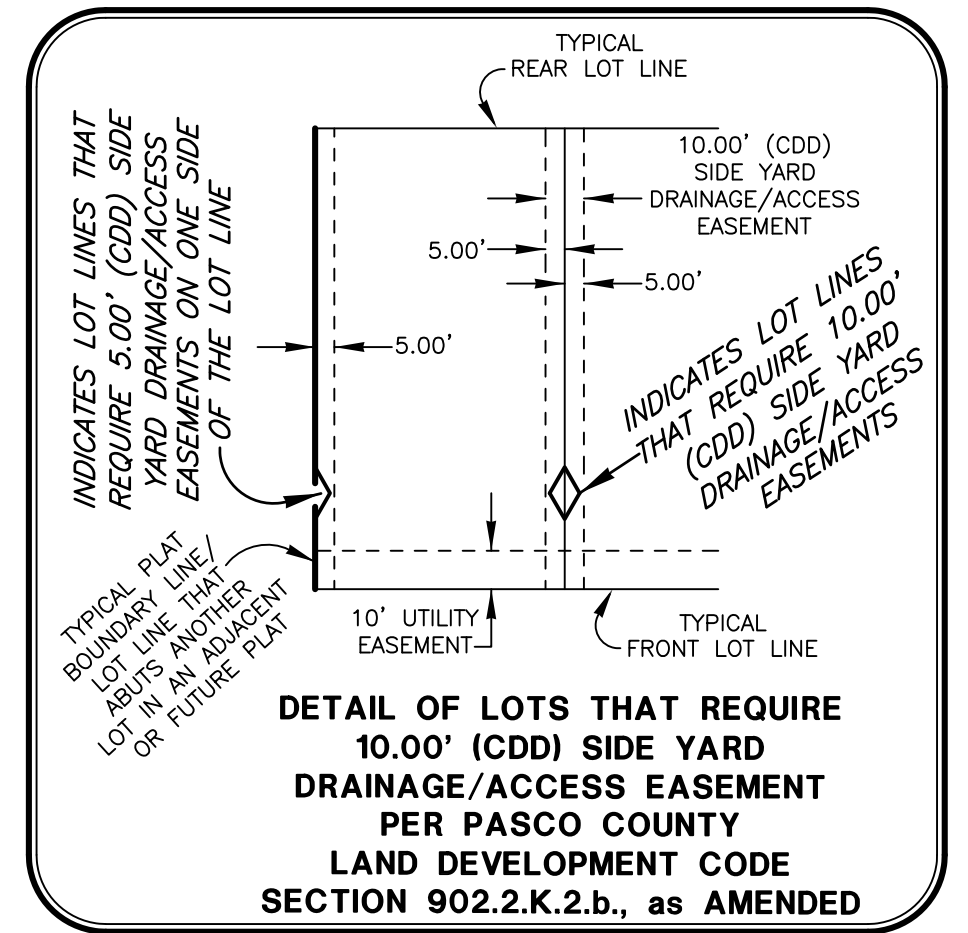 TYPICAL
REAR LOT LINE
INDICATES LOT LINES THAT
REQUIRE 5.00' (CDD) SIDE
YARD DRAINAGE/ACCESS
EASEMENTS ON ONE SIDE
OF THE LOT LINE
10.00' (CDD)
SIDE YARD
DRAINAGE/ACCESS
EASEMENT
5.00'
5.00'
5.00'
INDICATES LOT LINES
THAT REQUIRE 10.00'
(CDD) SIDE YARD
DRAINAGE/ACCESS
EASEMENTS
TYPICAL PLAT
BOUNDARY LINE/
LOT LINE THAT
ABUTS ANOTHER
LOT IN AN ADJACENT
OR FUTURE PLAT
10' UTILITY
EASEMENT
TYPICAL
FRONT LOT LINE
DETAIL OF LOTS THAT REQUIRE
10.00' (CDD) SIDE YARD
DRAINAGE/ACCESS EASEMENT
PER PASCO COUNTY
LAND DEVELOPMENT CODE
SECTION 902.2.K.2.b., as AMENDED